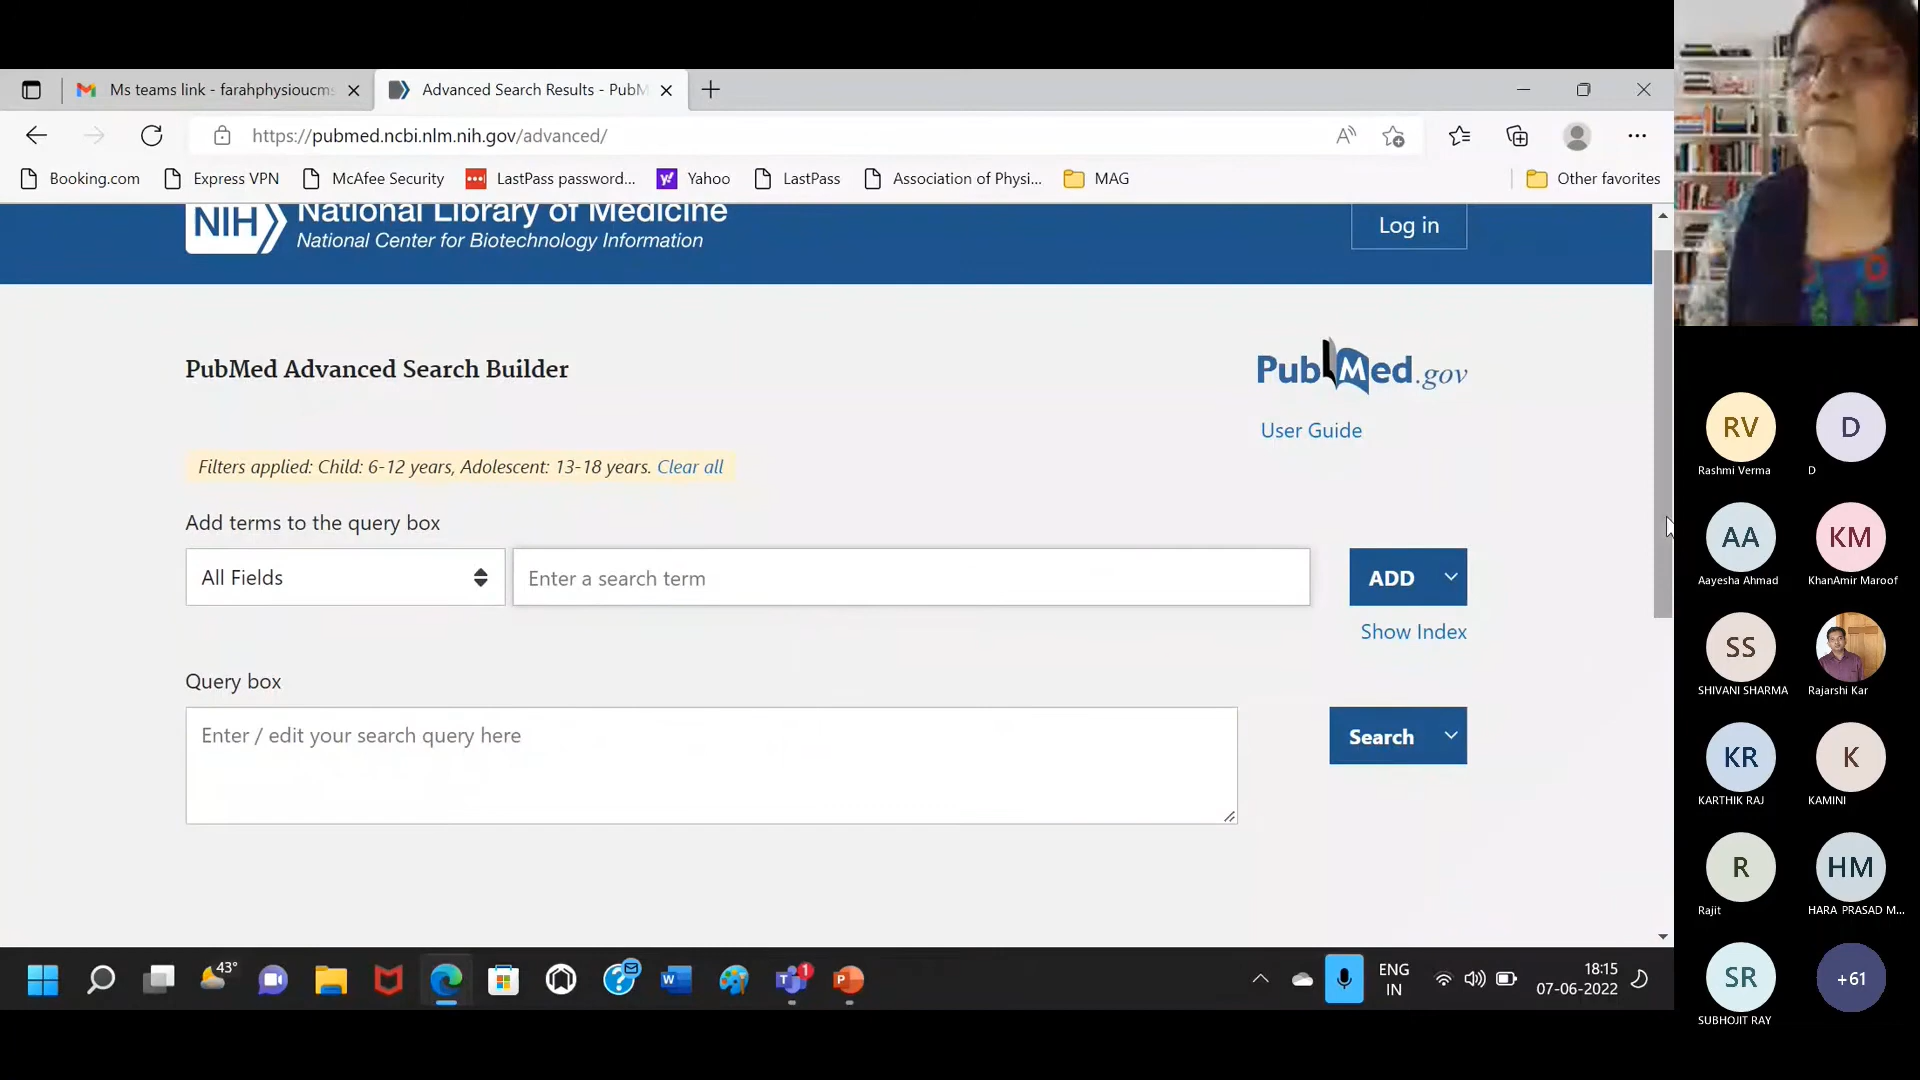 Ms teams link - farahphysioucms
Advanced Search Results - PubM
https://pubmed.ncbi.nlm.nih.gov/advanced/
Booking.com
Express VPN
McAfee Security
LastPass password...
Yahoo
LastPass
Association of Physi...
MAG
Other favorites
NIH
National Library of Medicine
National Center for Biotechnology Information
Log in
PubMed Advanced Search Builder
PubMed.gov
User Guide
Filters applied: Child: 6-12 years, Adolescent: 13-18 years. Clear all
Add terms to the query box
All Fields
Enter a search term
ADD
Show Index
Query box
Enter / edit your search query here
Search
43°
1
ENG
IN
18:15
07-06-2022
RV
Rashmi Verma
D
D
AA
Aayesha Ahmad
KM
KhanAmir Maroof
SS
SHIVANI SHARMA
Rajarshi Kar
KR
KARTHIK RAJ
K
KAMINI
R
Rajit
HM
HARA PRASAD M...
SR
SUBHOJIT RAY
+61